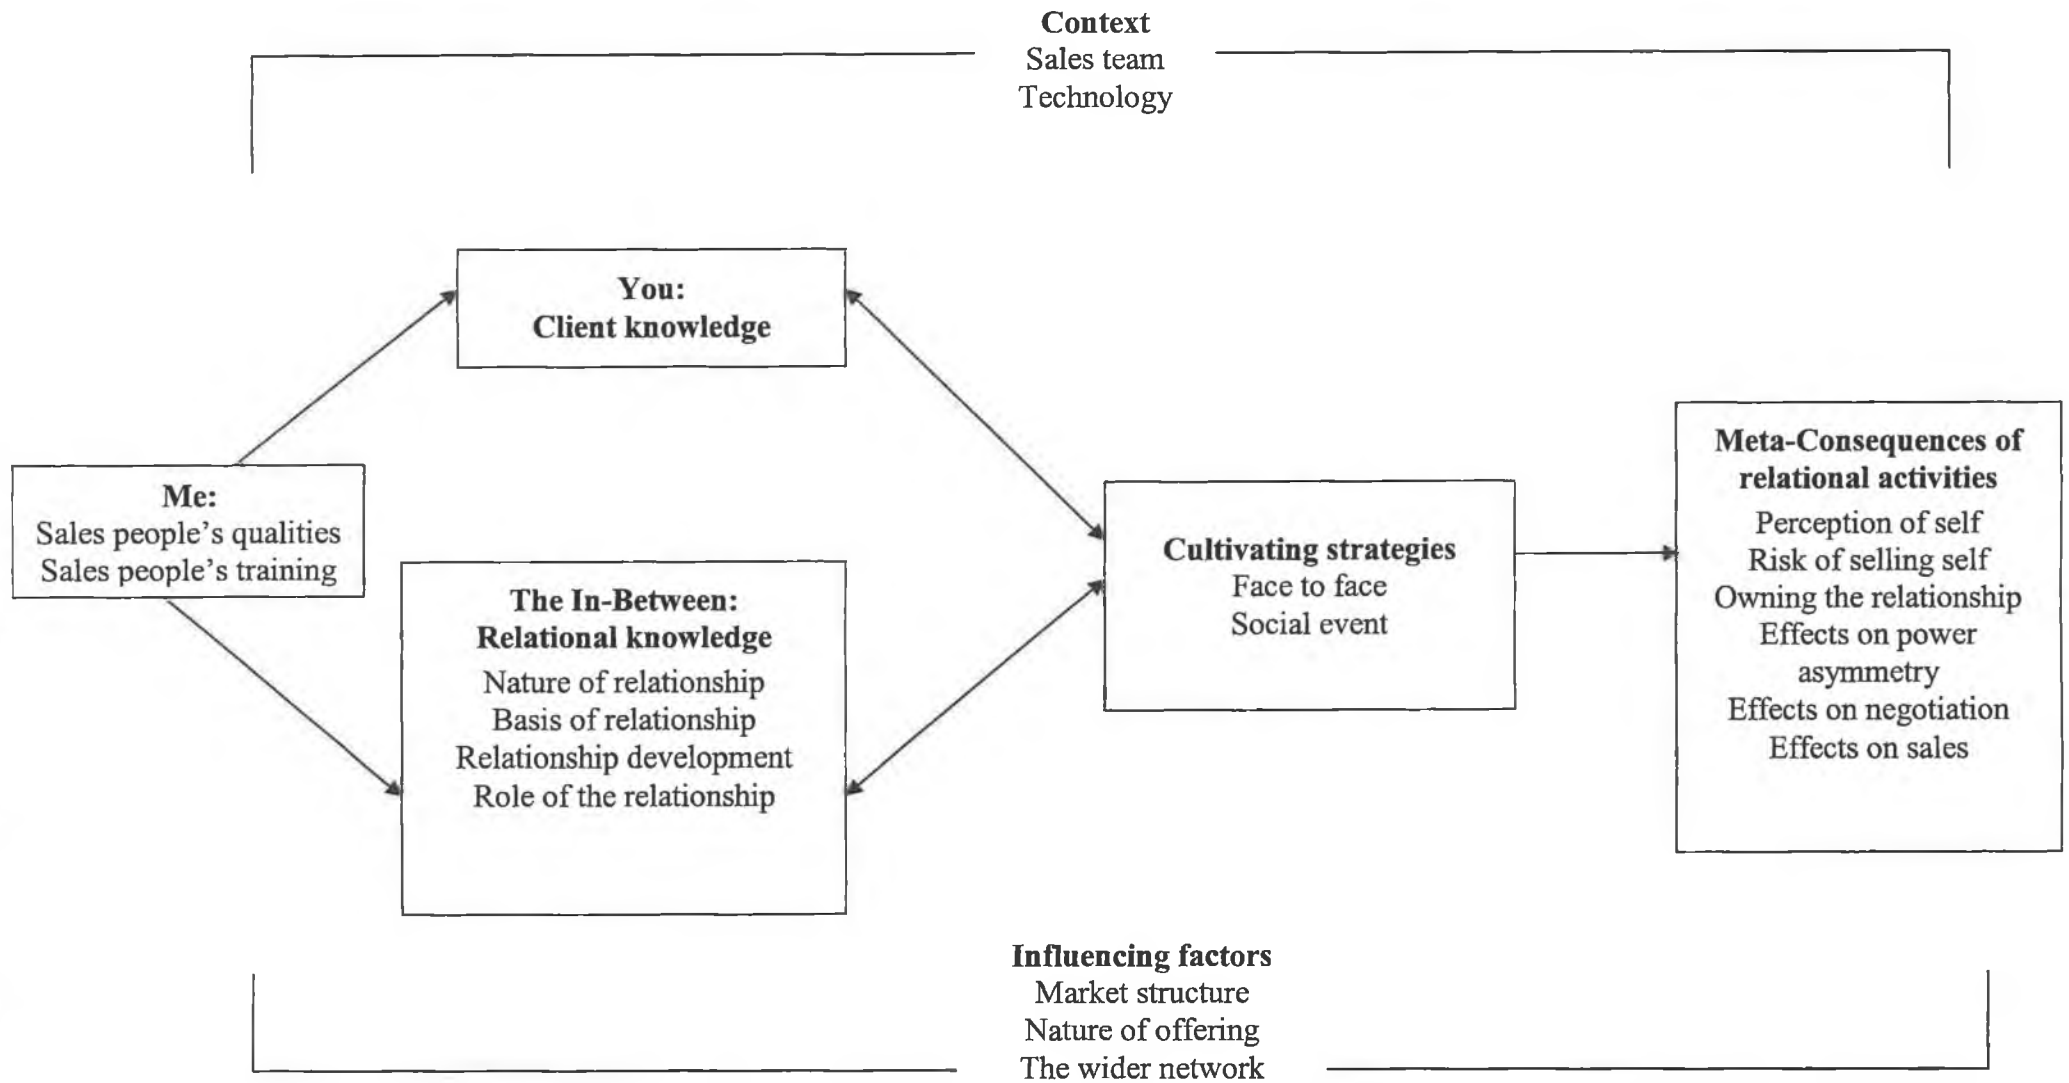 Context
Sales team
Technology
You:
Client knowledge
Me:
Sales people’s qualities
Sales people’s training
The In-Between:
Relational knowledge
Nature of relationship
Basis of relationship
Relationship development
Role of the relationship
Cultivating strategies
Face to face
Social event
Meta-Consequences of
relational activities
Perception of self
Risk of selling self
Owning the relationship
Effects on power
asymmetry
Effects on negotiation
Effects on sales
Influencing factors
Market structure
Nature of offering
The wider network